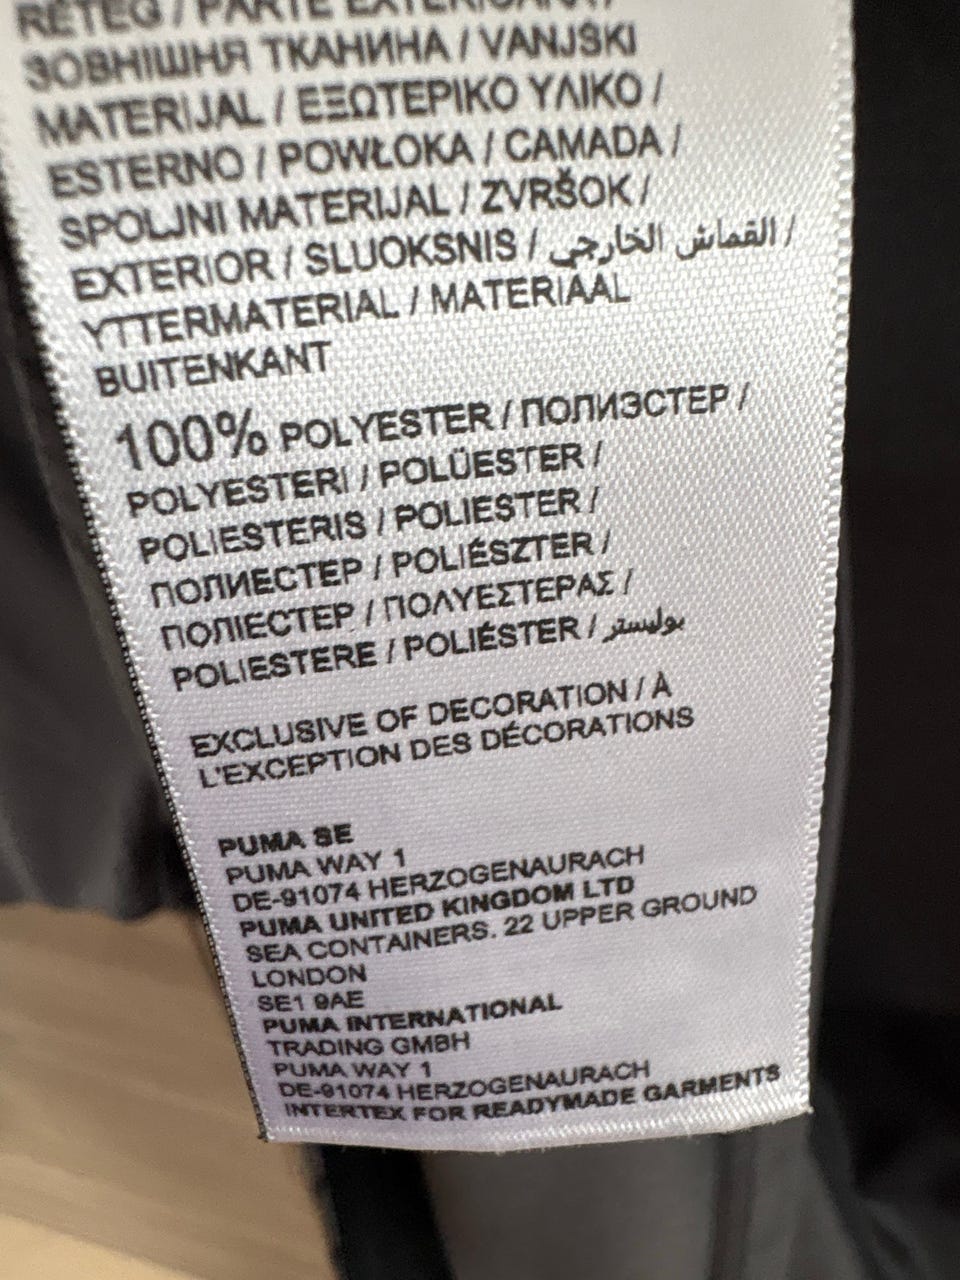 RÉTEG / PARTE
ЗОВНІШНЯ ТКАНИНА / VANJSKI
MATERIJAL / ΕΞΩΤΕΡΙΚΟ ΥΛΙΚΟ /
ESTERNO / POWŁOKA / CAMADA /
SPOLJNI MATERIJAL / ZVRŠOK /
EXTERIOR / SLUOKSNIS / القماش الخارجي /
YTTERMATERIAL / MATERIAAL
BUITENKANT
100% POLYESTER / ПОЛИЭСТЕР /
POLYESTERI / POLÜESTER /
POLIESTERIS / POLIESTER /
ПОЛИЕСТЕР / POLIÉSZTER /
ПОЛІЕСТЕР / ΠΟΛΥΕΣΤΕΡΑΣ /
POLIESTERE / POLIÉSTER / بوليستر
EXCLUSIVE OF DECORATION / À
L'EXCEPTION DES DÉCORATIONS
PUMA SE
PUMA WAY 1
DE-91074 HERZOGENAURACH
PUMA UNITED KINGDOM LTD
SEA CONTAINERS. 22 UPPER GROUND
LONDON
SE1 9AE
PUMA INTERNATIONAL
TRADING GMBH
PUMA WAY 1
DE-91074 HERZOGENAURACH
INTERTEX FOR READYMADE GARMENTS